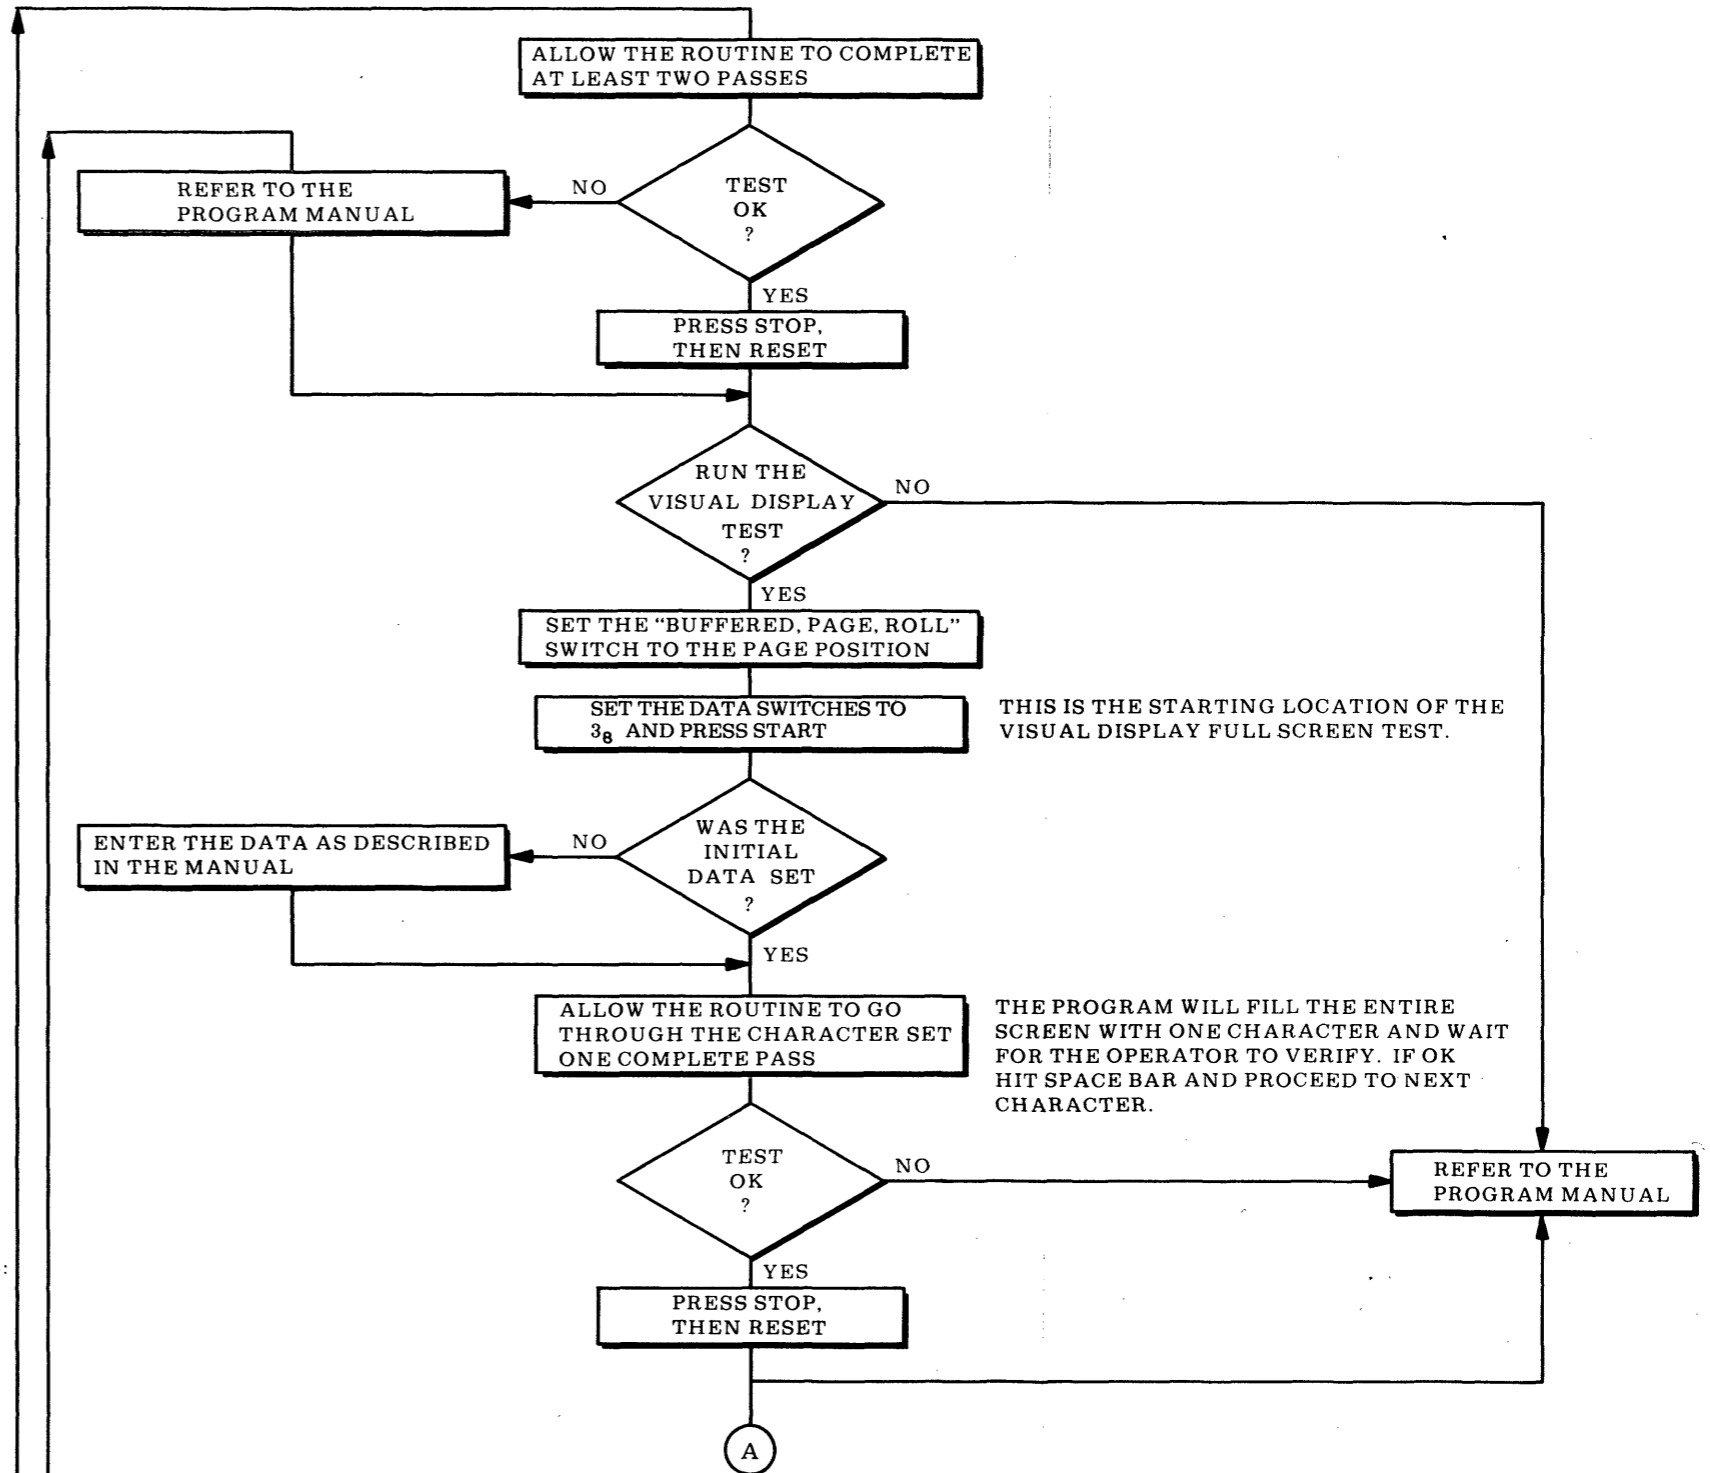 ALLOW THE ROUTINE TO COMPLETE
AT LEAST TWO PASSES
REFER TO THE
PROGRAM MANUAL
NO
TEST
OK
?
YES
PRESS STOP,
THEN RESET
RUN THE
VISUAL DISPLAY
TEST
?
NO
YES
SET THE “BUFFERED, PAGE, ROLL”
SWITCH TO THE PAGE POSITION
SET THE DATA SWITCHES TO
3₈ AND PRESS START
THIS IS THE STARTING LOCATION OF THE
VISUAL DISPLAY FULL SCREEN TEST.
ENTER THE DATA AS DESCRIBED
IN THE MANUAL
NO
WAS THE
INITIAL
DATA SET
?
YES
ALLOW THE ROUTINE TO GO
THROUGH THE CHARACTER SET
ONE COMPLETE PASS
THE PROGRAM WILL FILL THE ENTIRE
SCREEN WITH ONE CHARACTER AND WAIT
FOR THE OPERATOR TO VERIFY. IF OK
HIT SPACE BAR AND PROCEED TO NEXT
CHARACTER.
TEST
OK
?
NO
REFER TO THE
PROGRAM MANUAL
YES
PRESS STOP,
THEN RESET
A